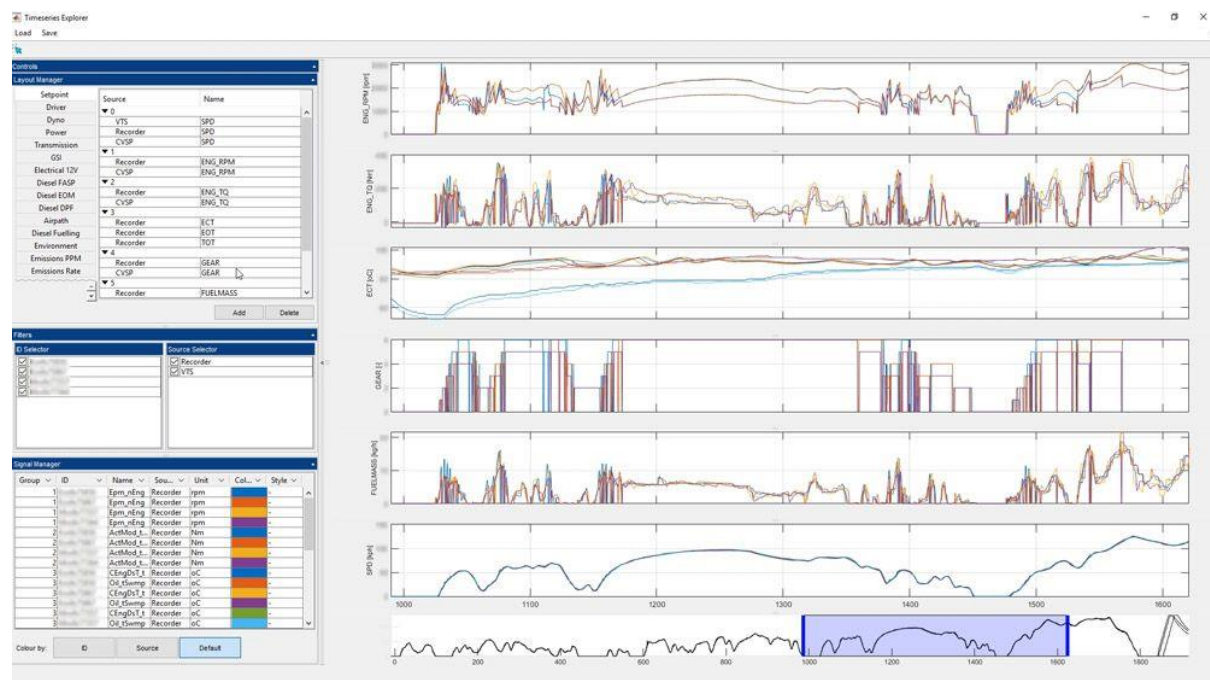 Timeseries Explorer
Load Save
Controls
Layout Manager
Setpoint
Driver
Dyno
Power
Transmission
GSI
Electrical 12V
Diesel FASP
Diesel EOM
Diesel DPF
Airpath
Diesel Fuelling
Environment
Emissions PPM
Emissions Rate
Source Name
0
VTS SPD
Recorder SPD
CVSP SPD
1
Recorder ENG_RPM
CVSP ENG_RPM
2
Recorder ENG_TQ
CVSP ENG_TQ
3
Recorder ECT
Recorder EOT
Recorder TOT
4
Recorder GEAR
CVSP GEAR
5
Recorder FUELMASS
Add Delete
Filters
ID Selector
Source Selector
Recorder
VTS
Signal Manager
Group ID Name Sou... Unit Col... Style
1 Epm_nEng Recorder rpm -
1 Epm_nEng Recorder rpm -
1 Epm_nEng Recorder rpm -
1 Epm_nEng Recorder rpm -
2 ActMod_t... Recorder Nm -
2 ActMod_t... Recorder Nm -
2 ActMod_t... Recorder Nm -
2 ActMod_t... Recorder Nm -
3 CEngDsT_t Recorder oC -
3 Oil_tSwmp Recorder oC -
3 CEngDsT_t Recorder oC -
3 Oil_tSwmp Recorder oC -
3 CEngDsT_t Recorder oC -
3 Oil_tSwmp Recorder oC -
Colour by: ID Source Default
ENG_RPM [rpm]
ENG_TQ [Nm]
ECT [oC]
GEAR [-]
FUELMASS [kg/h]
SPD [kph]
1000 1100 1200 1300 1400 1500 1600
0 200 400 600 800 1000 1200 1400 1600 1800